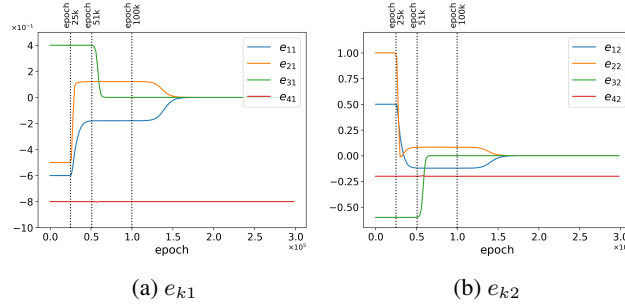 epoch 25k
epoch 51k
epoch 100k
×10⁻¹
4
2
0
−2
−4
−6
−8
−10
e₁₁
e₂₁
e₃₁
e₄₁
0.0 0.5 1.0 1.5 2.0 2.5 3.0
×10⁵
epoch
(a) eₖ₁
epoch 25k
epoch 51k
epoch 100k
1.00
0.75
0.50
0.25
0.00
−0.25
−0.50
e₁₂
e₂₂
e₃₂
e₄₂
0.0 0.5 1.0 1.5 2.0 2.5 3.0
epoch
(b) eₖ₂